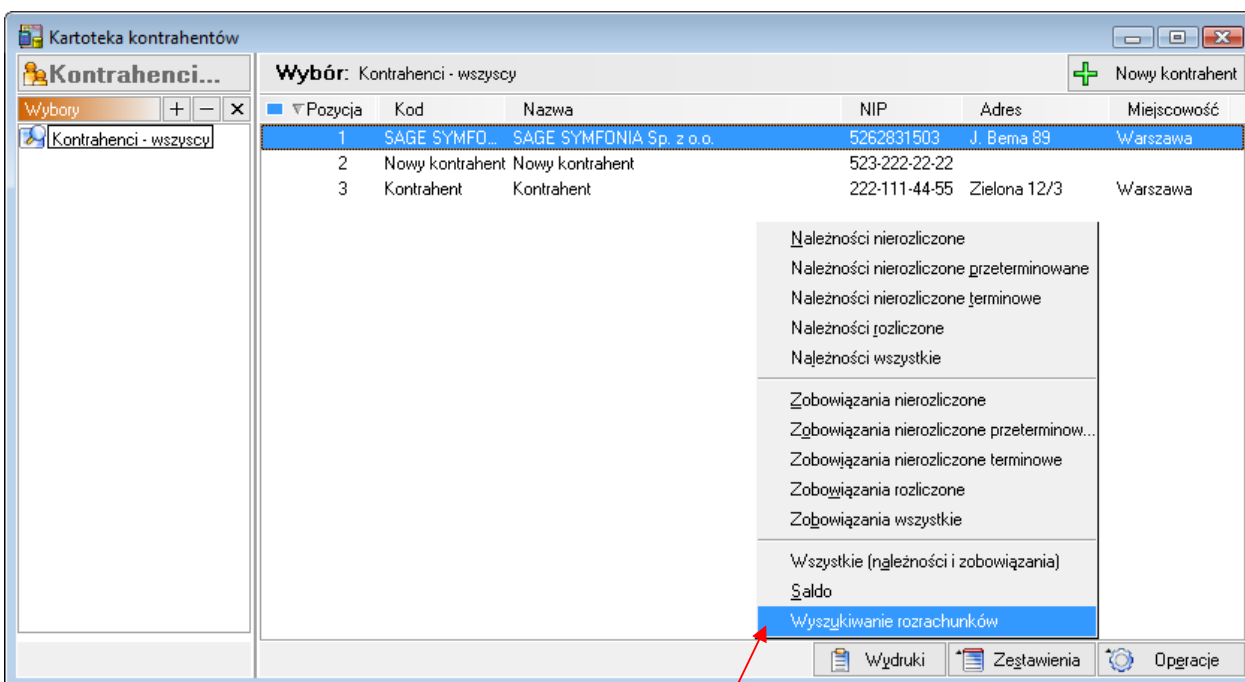 Kartoteka kontrahentów
Kontrahenci...
Wybór: Kontrahenci - wszyscy
Nowy kontrahent
Wybory
Pozycja Kod Nazwa NIP Adres Miejscowość
Kontrahenci - wszyscy
1 SAGE SYMFO... SAGE SYMFONIA Sp. z o.o. 5262831503 J. Bema 89 Warszawa
2 Nowy kontrahent Nowy kontrahent 523-222-22-22
3 Kontrahent Kontrahent 222-111-44-55 Zielona 12/3 Warszawa
Należności nierozliczone
Należności nierozliczone przeterminowane
Należności nierozliczone terminowe
Należności rozliczone
Należności wszystkie
Zobowiązania nierozliczone
Zobowiązania nierozliczone przeterminow...
Zobowiązania nierozliczone terminowe
Zobowiązania rozliczone
Zobowiązania wszystkie
Wszystkie (należności i zobowiązania)
Saldo
Wyszukiwanie rozrachunków
Wydruki Zestawienia Operacje